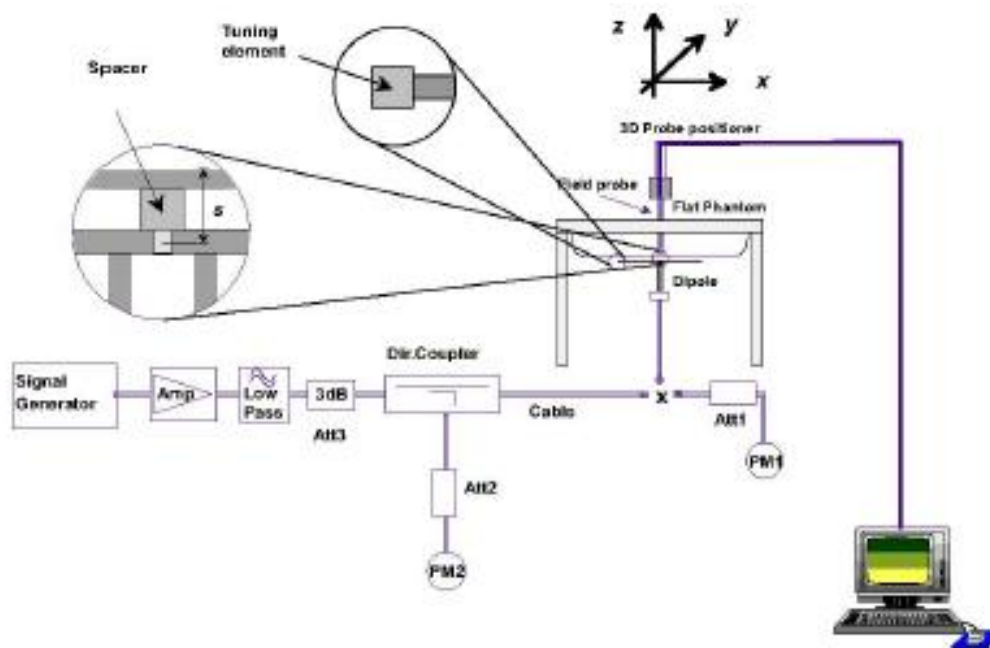 Tuning
element
Spacer
z
y
x
3D Probe positioner
Field probe
Flat Phantom
s
Dipole
Dir.Coupler
Signal
Generator
Amp
Low
Pass
3dB
Cable
x
Att1
Att3
PM1
Att2
PM2